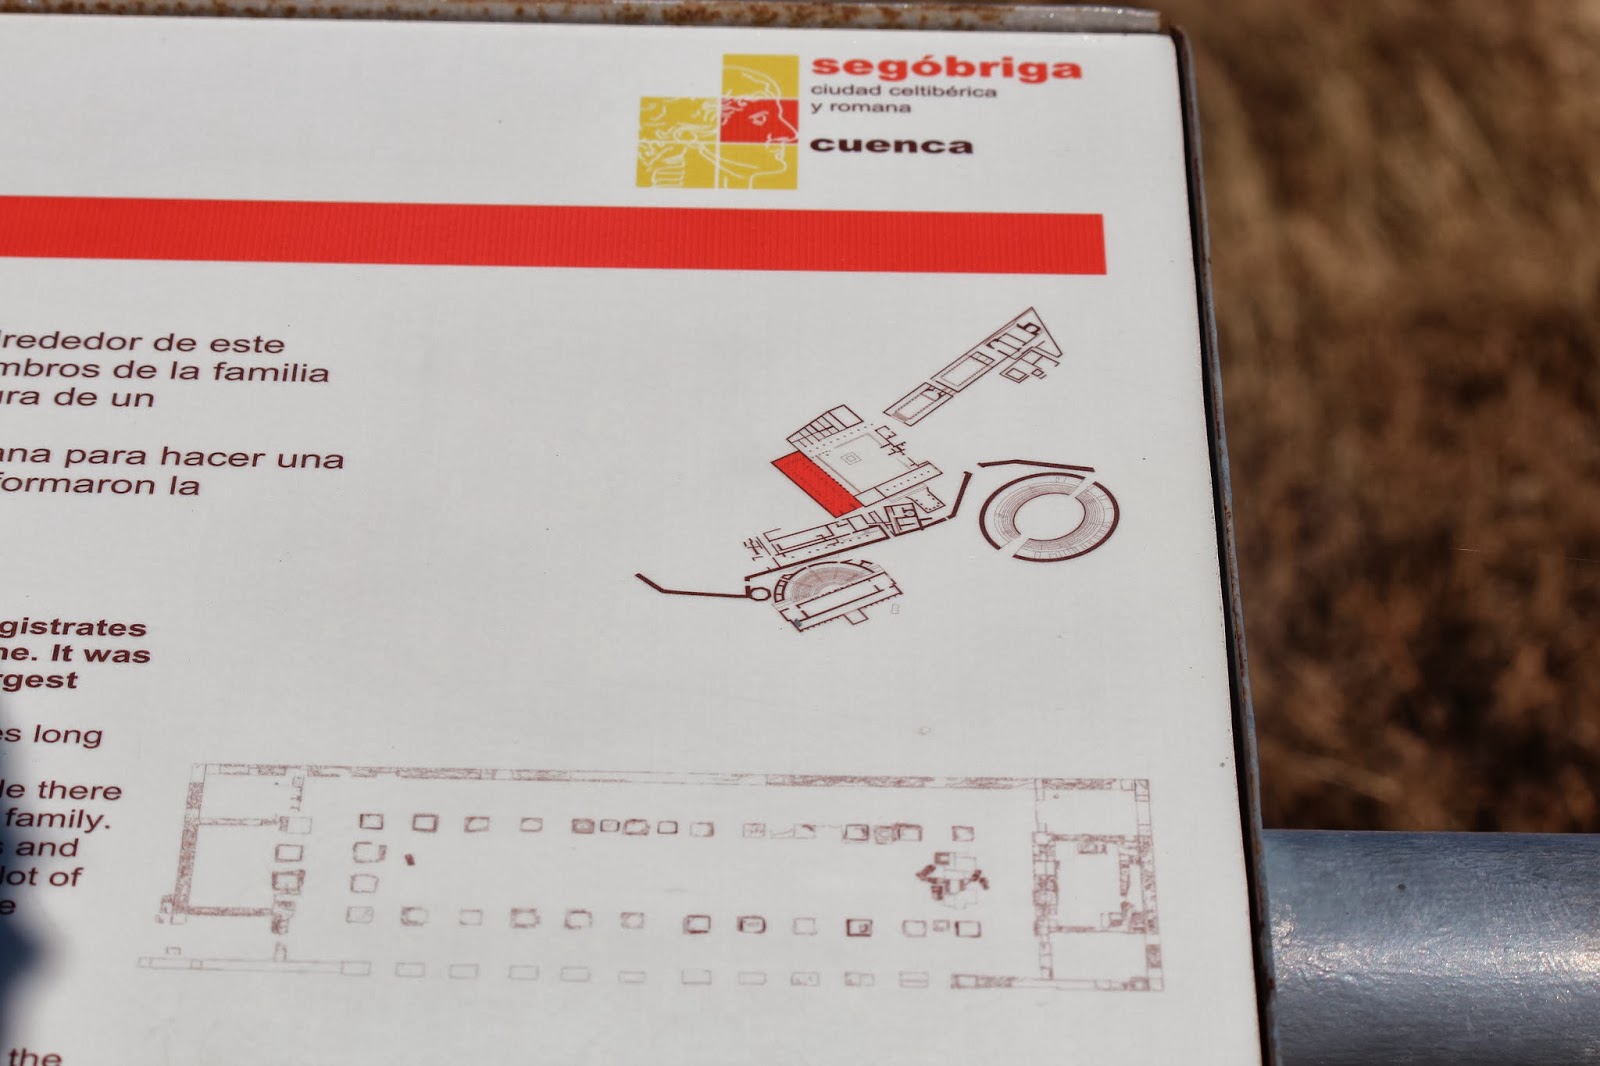 segóbriga
ciudad celtibérica
y romana
cuenca
lrededor de este
mbros de la familia
ura de un
ana para hacer una
formaron la
gistrates
ne. It was
rgest
es long
le there
family.
s and
lot of
e
the